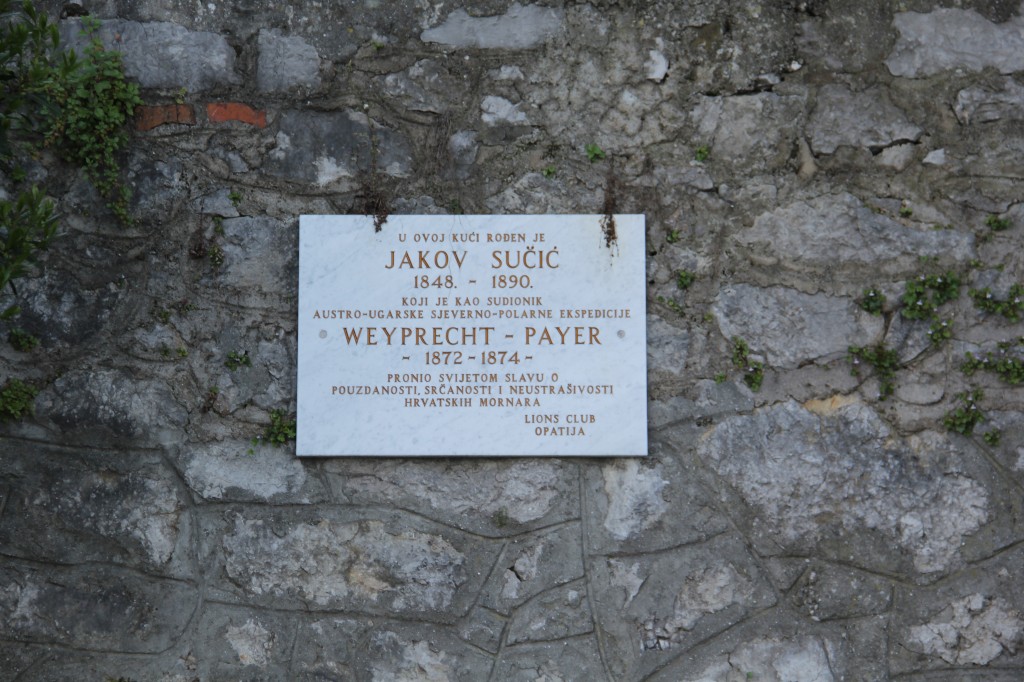 U OVOJ KUĆI ROĐEN JE
JAKOV SUČIĆ
1848. - 1890.
KOJI JE KAO SUDIONIK
AUSTRO-UGARSKE SJEVERNO-POLARNE EKSPEDICIJE
WEYPRECHT - PAYER
- 1872-1874 -
PRONIO SVIJETOM SLAVU O
POUZDANOSTI, SRČANOSTI I NEUSTRAŠIVOSTI
HRVATSKIH MORNARA
LIONS CLUB
OPATIJA